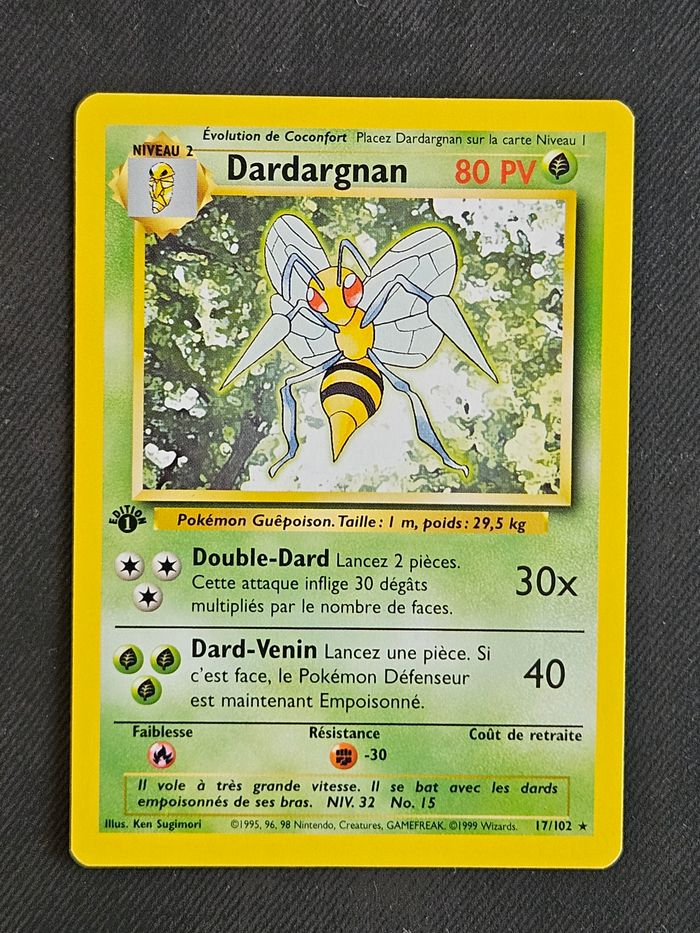 Évolution de Coconfort Placez Dardargnan sur la carte Niveau 1
NIVEAU 2
Dardargnan 80 PV
EDITION 1
Pokémon Guêpoison. Taille : 1 m, poids : 29,5 kg
Double-Dard Lancez 2 pièces.
Cette attaque inflige 30 dégâts
multipliés par le nombre de faces.
30x
Dard-Venin Lancez une pièce. Si
c'est face, le Pokémon Défenseur
est maintenant Empoisonné.
40
Faiblesse Résistance Coût de retraite
-30
Il vole à très grande vitesse. Il se bat avec les dards
empoisonnés de ses bras. NIV. 32 No. 15
Illus. Ken Sugimori ©1995, 96, 98 Nintendo, Creatures, GAMEFREAK. ©1999 Wizards. 17/102 ★